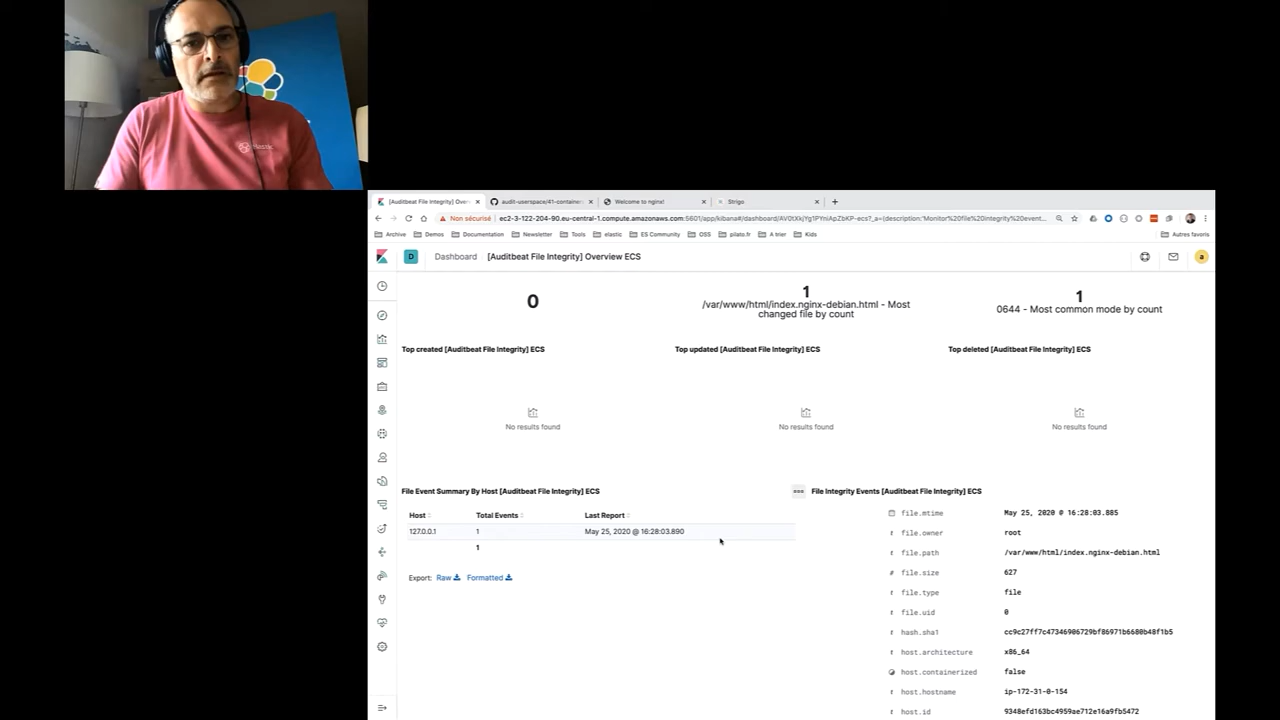 elastic
[Auditbeat File Integrity] Over
audit-userspace/41-container
Welcome to nginx!
Strigo
Non sécurisé
ec2-3-122-204-90.eu-central-1.compute.amazonaws.com:5601/app/kibana#/dashboard/AV0tXkjYg1PYniApZbKP-ecs?_a=(description:'Monitor%20file%20integrity%20event...
Archive Demos Documentation Newsletter Tools elastic ES Community OSS pilato.fr A trier Kids Autres favoris
D Dashboard [Auditbeat File Integrity] Overview ECS a
0
1
/var/www/html/index.nginx-debian.html - Most
changed file by count
1
0644 - Most common mode by count
Top created [Auditbeat File Integrity] ECS
Top updated [Auditbeat File Integrity] ECS
Top deleted [Auditbeat File Integrity] ECS
No results found
No results found
No results found
File Event Summary By Host [Auditbeat File Integrity] ECS
Host Total Events Last Report
127.0.0.1 1 May 25, 2020 @ 16:28:03.890
1
Export: Raw Formatted
File Integrity Events [Auditbeat File Integrity] ECS
file.mtime May 25, 2020 @ 16:28:03.885
t file.owner root
t file.path /var/www/html/index.nginx-debian.html
# file.size 627
t file.type file
t file.uid 0
t hash.sha1 cc9c27ff7c47346906729bf86971b6680b48f1b5
t host.architecture x86_64
host.containerized false
t host.hostname ip-172-31-0-154
t host.id 9348efd163bc4959ae712e16a9fb5472